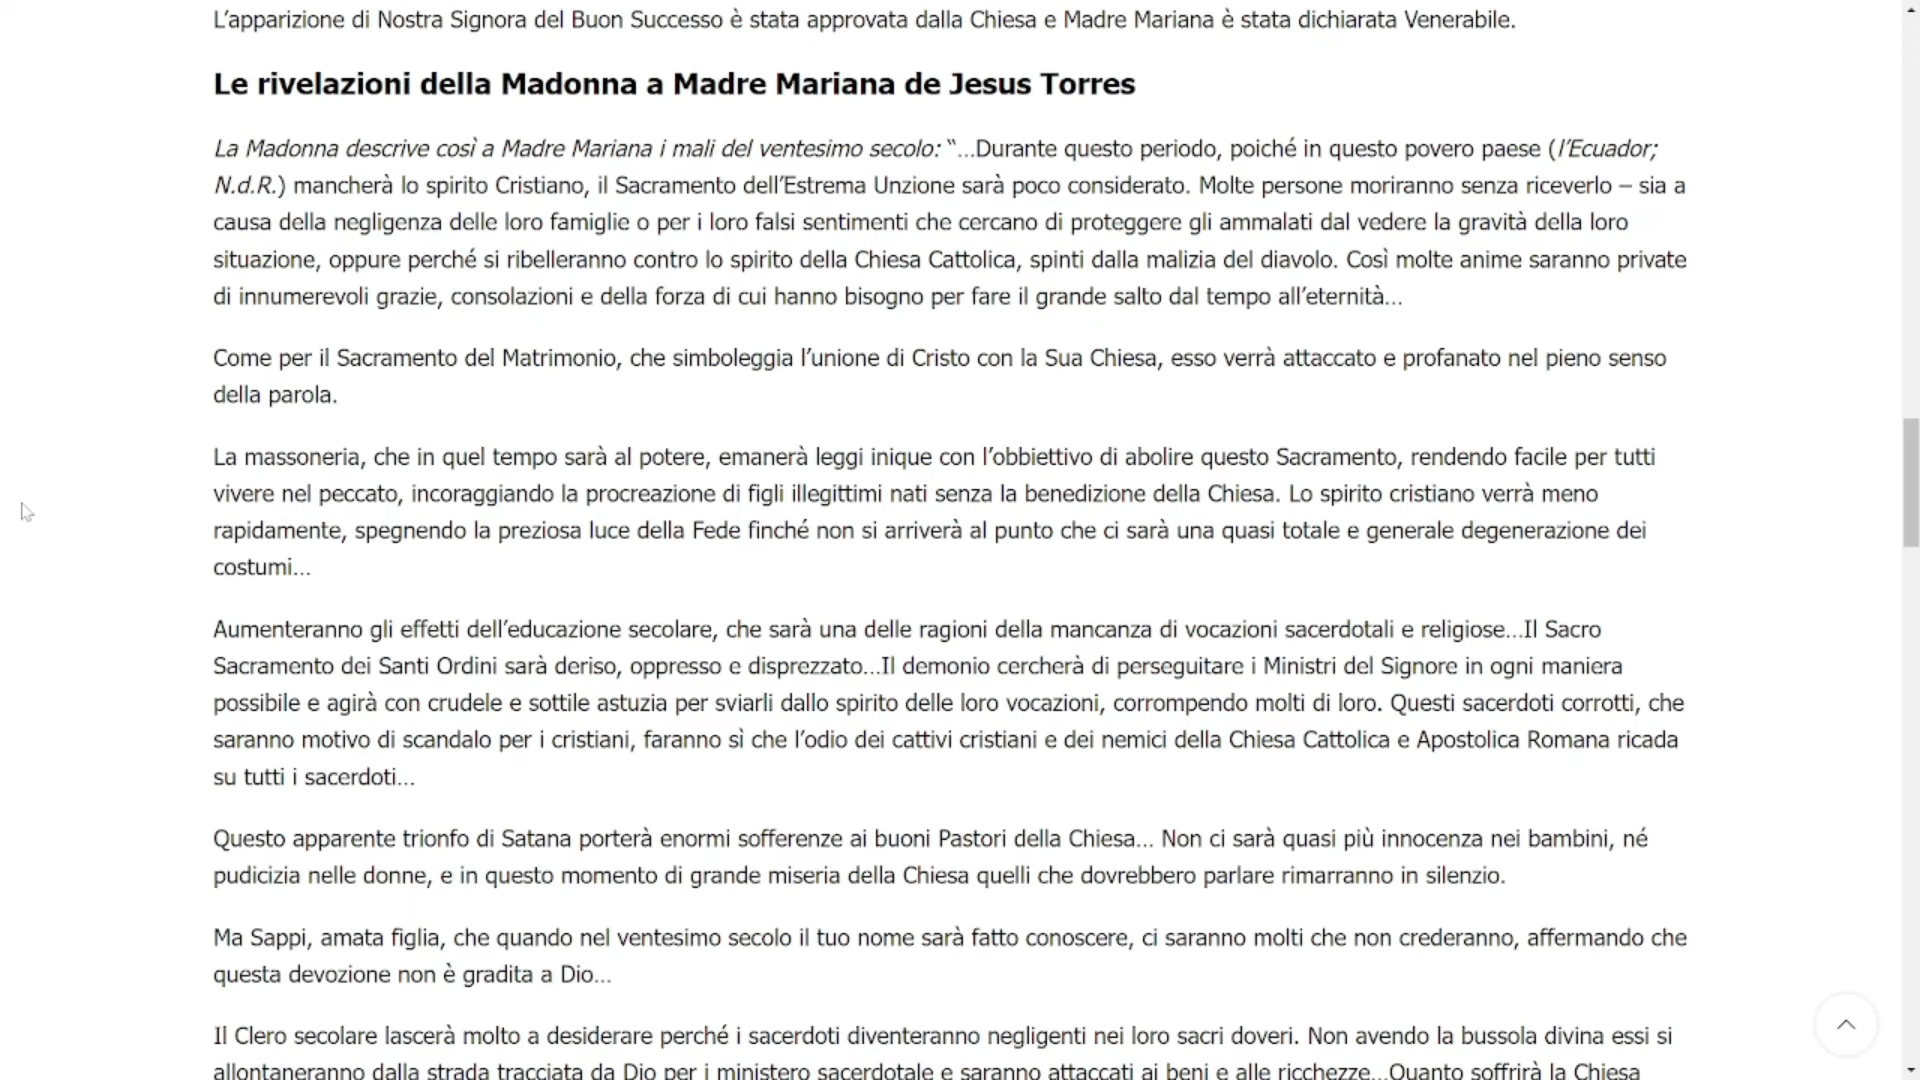 L’apparizione di Nostra Signora del Buon Successo è stata approvata dalla Chiesa e Madre Mariana è stata dichiarata Venerabile.
Le rivelazioni della Madonna a Madre Mariana de Jesus Torres
La Madonna descrive così a Madre Mariana i mali del ventesimo secolo: “…Durante questo periodo, poiché in questo povero paese (l’Ecuador;
N.d.R.) mancherà lo spirito Cristiano, il Sacramento dell’Estrema Unzione sarà poco considerato. Molte persone moriranno senza riceverlo – sia a
causa della negligenza delle loro famiglie o per i loro falsi sentimenti che cercano di proteggere gli ammalati dal vedere la gravità della loro
situazione, oppure perché si ribelleranno contro lo spirito della Chiesa Cattolica, spinti dalla malizia del diavolo. Così molte anime saranno private
di innumerevoli grazie, consolazioni e della forza di cui hanno bisogno per fare il grande salto dal tempo all’eternità…
Come per il Sacramento del Matrimonio, che simboleggia l’unione di Cristo con la Sua Chiesa, esso verrà attaccato e profanato nel pieno senso
della parola.
La massoneria, che in quel tempo sarà al potere, emanerà leggi inique con l’obbiettivo di abolire questo Sacramento, rendendo facile per tutti
vivere nel peccato, incoraggiando la procreazione di figli illegittimi nati senza la benedizione della Chiesa. Lo spirito cristiano verrà meno
rapidamente, spegnendo la preziosa luce della Fede finché non si arriverà al punto che ci sarà una quasi totale e generale degenerazione dei
costumi…
Aumenteranno gli effetti dell’educazione secolare, che sarà una delle ragioni della mancanza di vocazioni sacerdotali e religiose…Il Sacro
Sacramento dei Santi Ordini sarà deriso, oppresso e disprezzato…Il demonio cercherà di perseguitare i Ministri del Signore in ogni maniera
possibile e agirà con crudele e sottile astuzia per sviarli dallo spirito delle loro vocazioni, corrompendo molti di loro. Questi sacerdoti corrotti, che
saranno motivo di scandalo per i cristiani, faranno sì che l’odio dei cattivi cristiani e dei nemici della Chiesa Cattolica e Apostolica Romana ricada
su tutti i sacerdoti…
Questo apparente trionfo di Satana porterà enormi sofferenze ai buoni Pastori della Chiesa… Non ci sarà quasi più innocenza nei bambini, né
pudicizia nelle donne, e in questo momento di grande miseria della Chiesa quelli che dovrebbero parlare rimarranno in silenzio.
Ma Sappi, amata figlia, che quando nel ventesimo secolo il tuo nome sarà fatto conoscere, ci saranno molti che non crederanno, affermando che
questa devozione non è gradita a Dio…
Il Clero secolare lascerà molto a desiderare perché i sacerdoti diventeranno negligenti nei loro sacri doveri. Non avendo la bussola divina essi si
allontaneranno dalla strada tracciata da Dio per i ministero sacerdotale e saranno attaccati ai beni e alle ricchezze…Quanto soffrirà la Chiesa